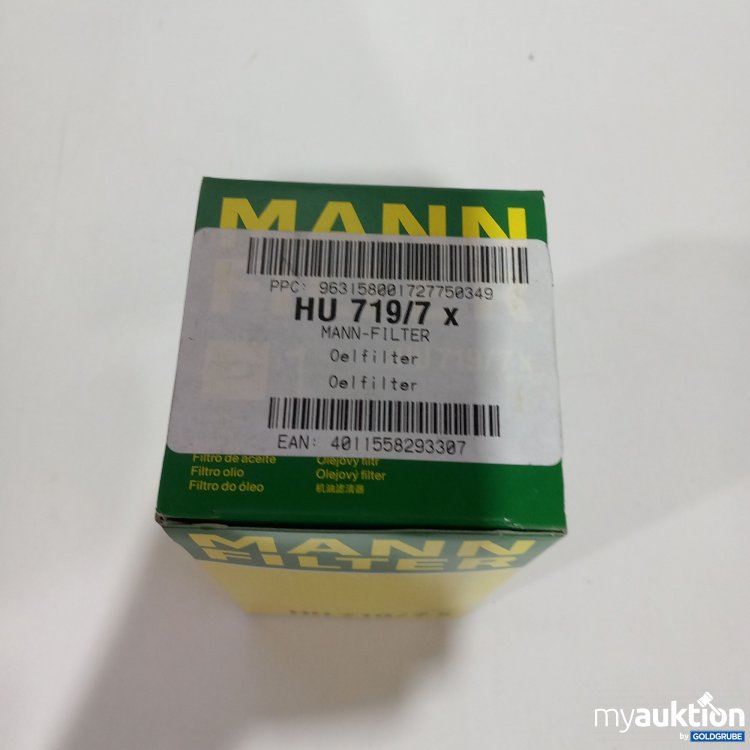 MANN
PPC: 963158001727750349
HU 719/7 x
MANN-FILTER
Oelfilter
Oelfilter
EAN: 4011558293307
Filtro de aceite Olejový filtr
Filtro olio Olejový filter
Filtro do óleo 机油滤清器
MANN
FILTER
myauktion
by GOLDGRUBE